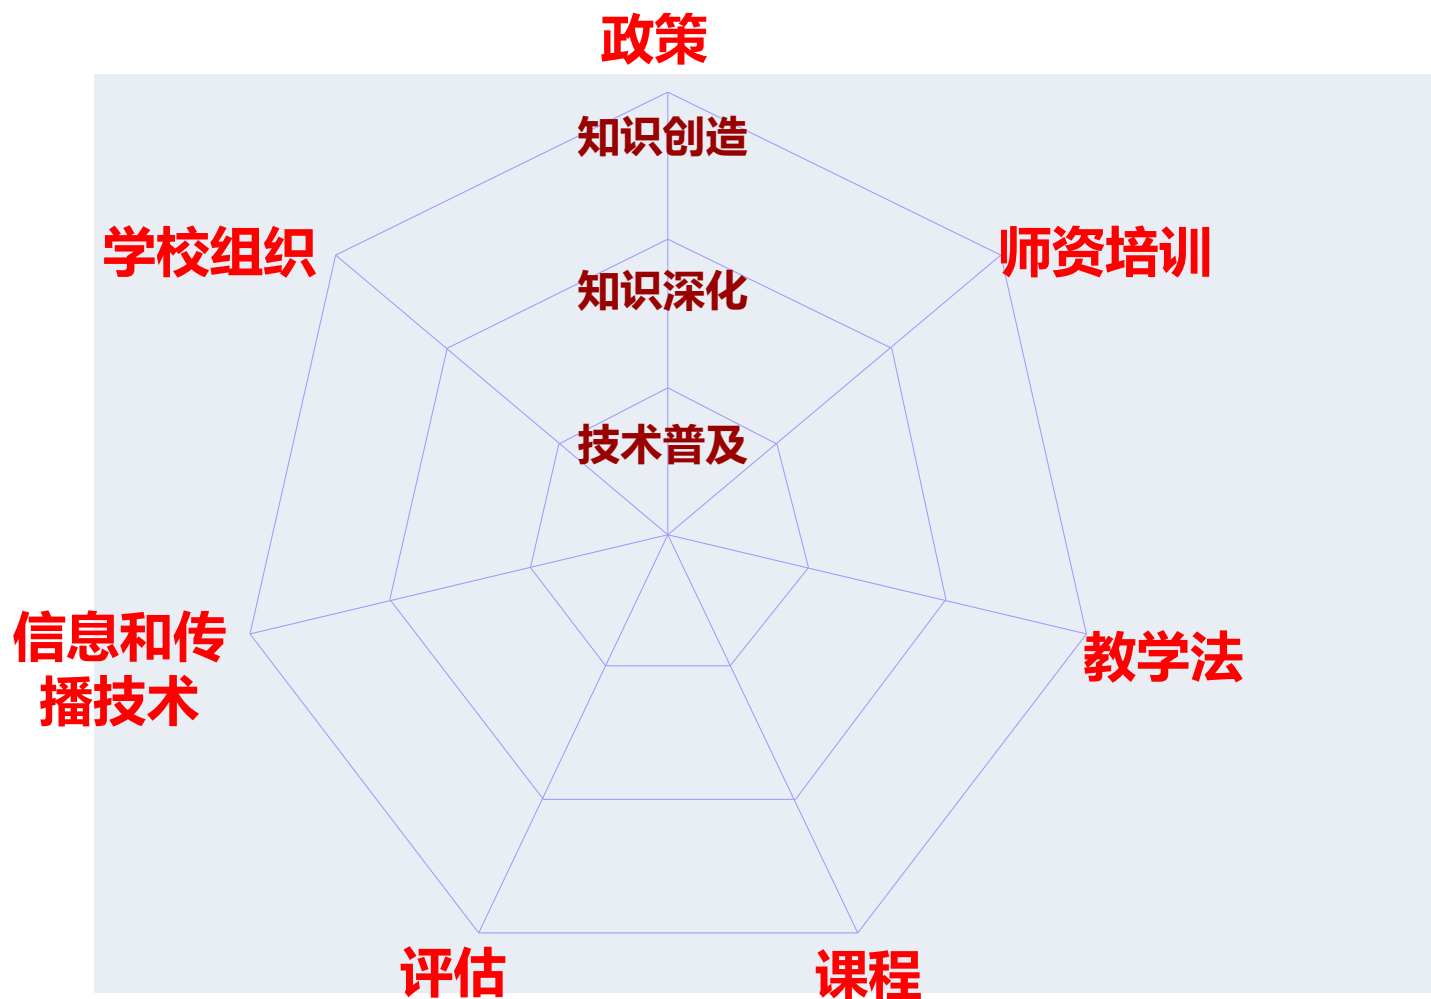 政策
知识创造
学校组织
师资培训
知识深化
技术普及
信息和传
播技术
教学法
评估
课程